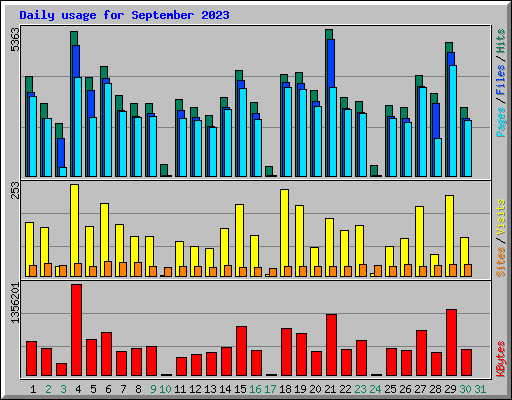 Daily usage for September 2023
5363
Pages / Files / Hits
253
Sites / Visits
1356201
KBytes
1 2 3 4 5 6 7 8 9 10 11 12 13 14 15 16 17 18 19 20 21 22 23 24 25 26 27 28 29 30 31